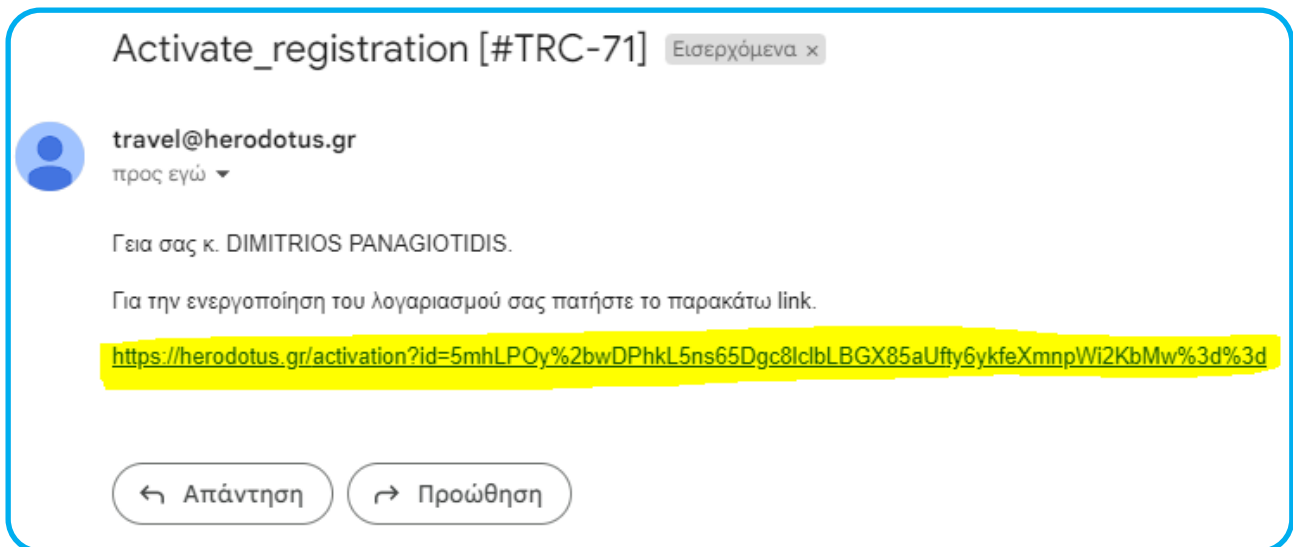 Activate_registration [#TRC-71] Εισερχόμενα ×
travel@herodotus.gr
προς εγώ
Γεια σας κ. DIMITRIOS PANAGIOTIDIS.
Για την ενεργοποίηση του λογαριασμού σας πατήστε το παρακάτω link.
https://herodotus.gr/activation?id=5mhLPOy%2bwDPhkL5ns65Dgc8lclbLBGX85aUfty6ykfeXmnpWi2KbMw%3d%3d
Απάντηση Προώθηση